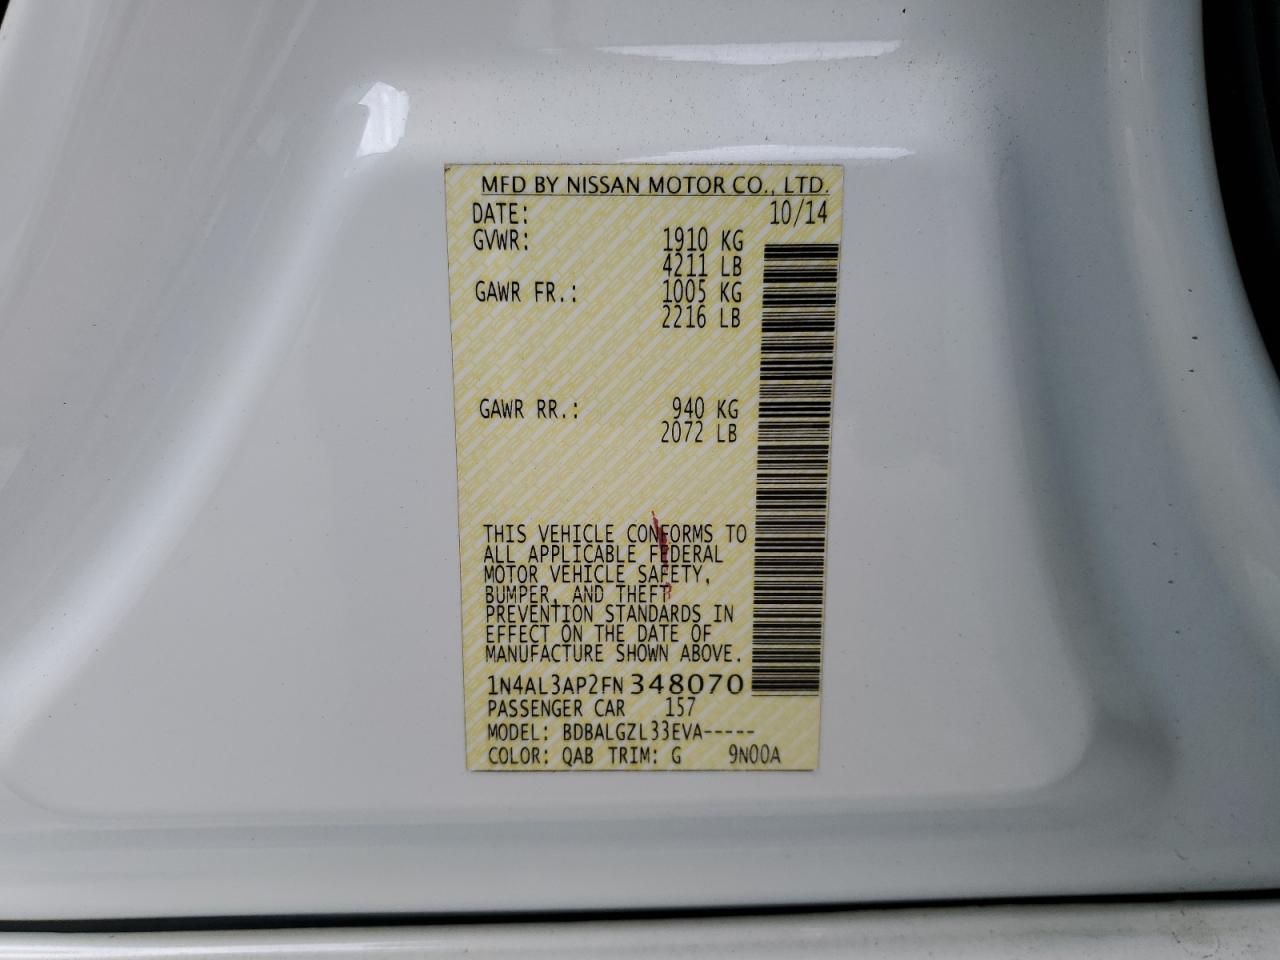 MFD BY NISSAN MOTOR CO., LTD.
DATE: 10/14
GVWR: 1910 KG
4211 LB
GAWR FR.: 1005 KG
2216 LB
GAWR RR.: 940 KG
2072 LB
THIS VEHICLE CONFORMS TO
ALL APPLICABLE FEDERAL
MOTOR VEHICLE SAFETY,
BUMPER, AND THEFT
PREVENTION STANDARDS IN
EFFECT ON THE DATE OF
MANUFACTURE SHOWN ABOVE.
1N4AL3AP2FN348070
PASSENGER CAR 157
MODEL: BDBALGZL33EVA-----
COLOR: QAB TRIM: G 9N00A